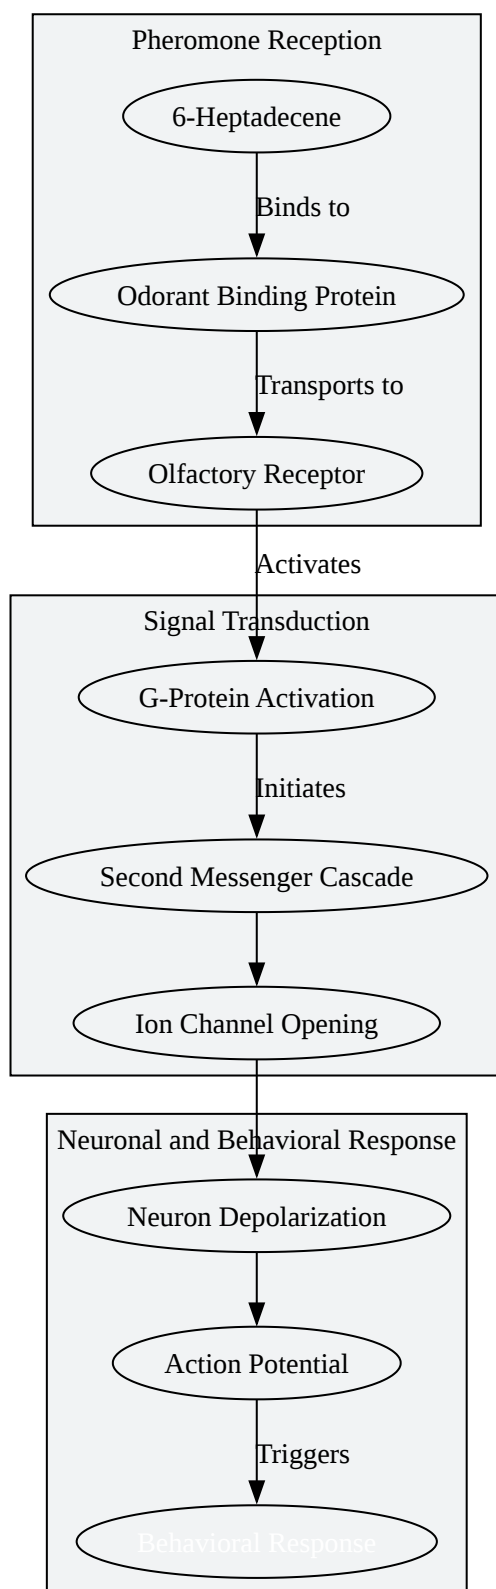 Pheromone Reception
6-Heptadecene
Binds to
Odorant Binding Protein
Transports to
Olfactory Receptor
Activates
Signal Transduction
G-Protein Activation
Initiates
Second Messenger Cascade
Ion Channel Opening
Neuronal and Behavioral Response
Neuron Depolarization
Action Potential
Triggers
Behavioral Response